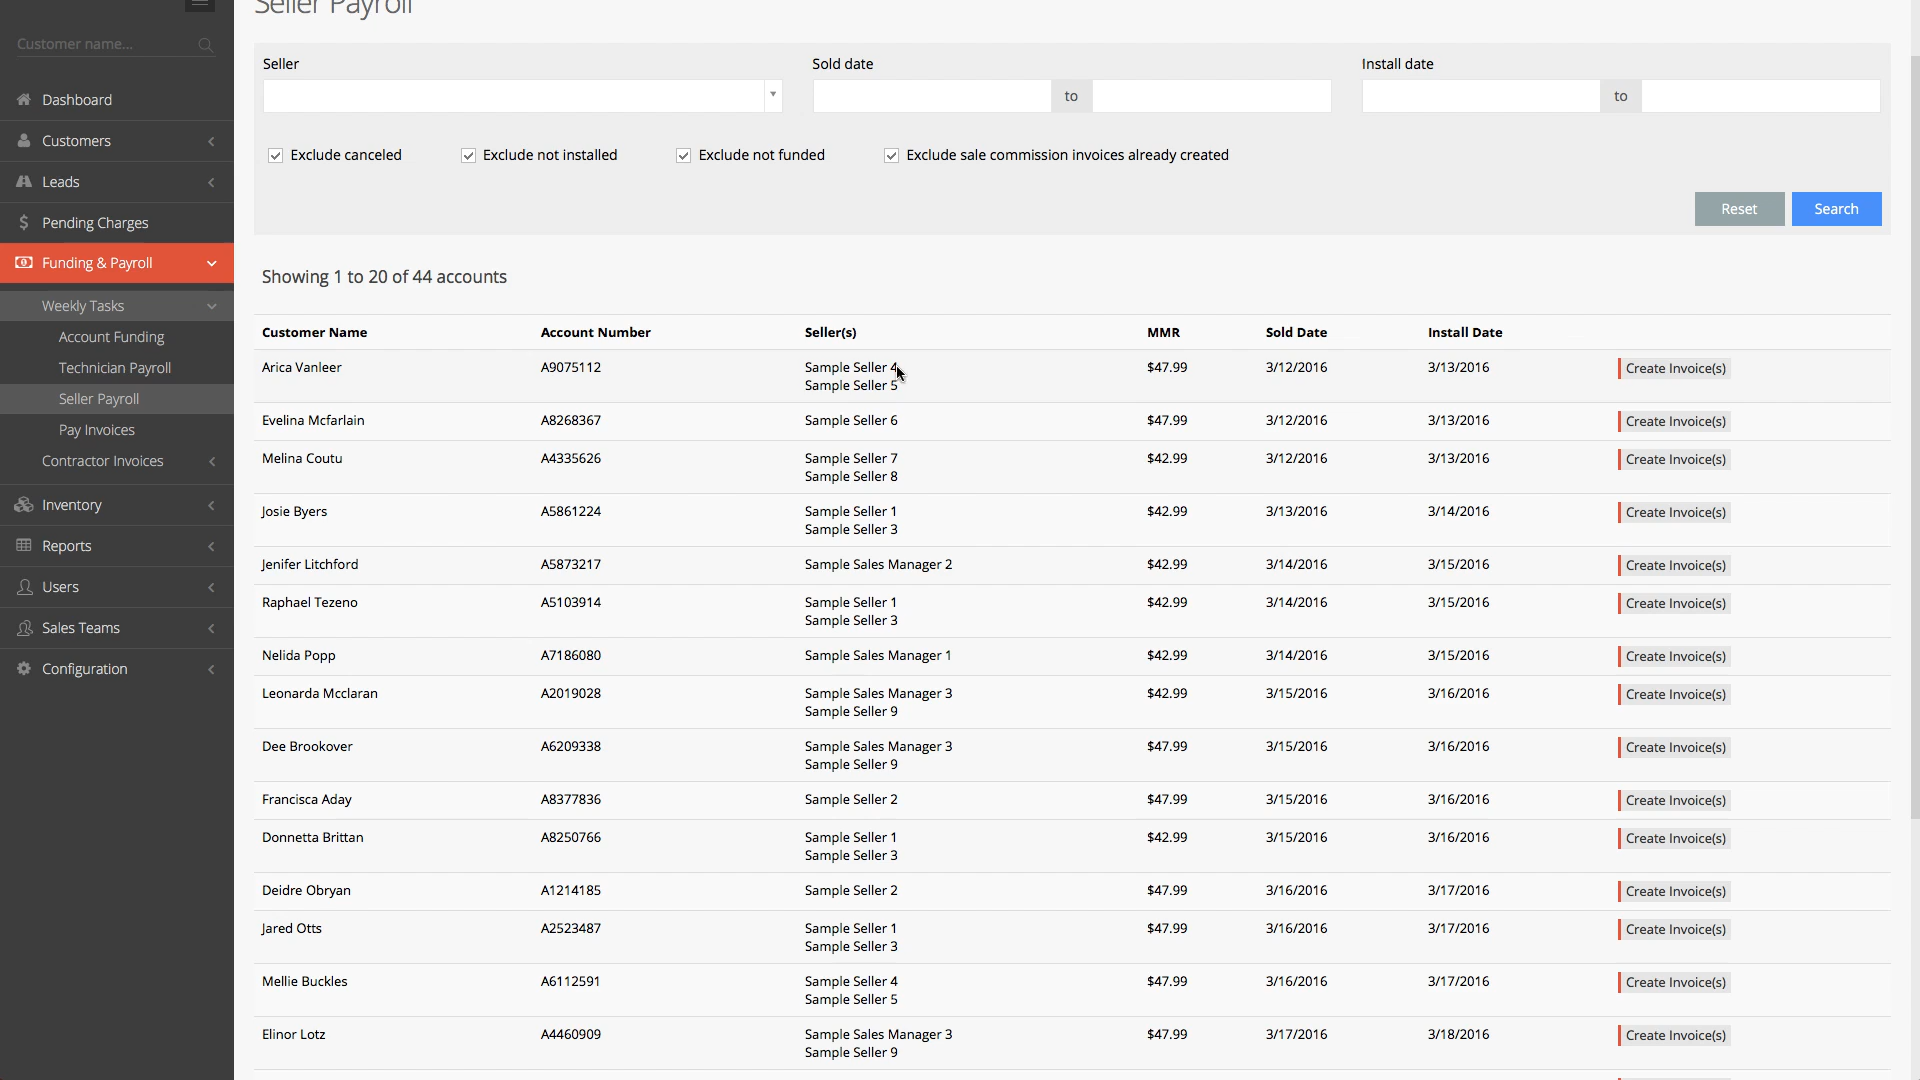 Seller Payroll
Customer name...
Dashboard
Customers
Leads
Pending Charges
Funding & Payroll
Weekly Tasks
Account Funding
Technician Payroll
Seller Payroll
Pay Invoices
Contractor Invoices
Inventory
Reports
Users
Sales Teams
Configuration
Seller Sold date Install date
to to
Exclude canceled Exclude not installed Exclude not funded Exclude sale commission invoices already created
Reset Search
Showing 1 to 20 of 44 accounts
Customer Name Account Number Seller(s) MMR Sold Date Install Date
Arica Vanleer A9075112 Sample Seller 4 $47.99 3/12/2016 3/13/2016 Create Invoice(s)
Sample Seller 5
Evelina Mcfarlain A8268367 Sample Seller 6 $47.99 3/12/2016 3/13/2016 Create Invoice(s)
Melina Coutu A4335626 Sample Seller 7 $42.99 3/12/2016 3/13/2016 Create Invoice(s)
Sample Seller 8
Josie Byers A5861224 Sample Seller 1 $42.99 3/13/2016 3/14/2016 Create Invoice(s)
Sample Seller 3
Jenifer Litchford A5873217 Sample Sales Manager 2 $42.99 3/14/2016 3/15/2016 Create Invoice(s)
Raphael Tezeno A5103914 Sample Seller 1 $42.99 3/14/2016 3/15/2016 Create Invoice(s)
Sample Seller 3
Nelida Popp A7186080 Sample Sales Manager 1 $42.99 3/14/2016 3/15/2016 Create Invoice(s)
Leonarda Mcclaran A2019028 Sample Sales Manager 3 $42.99 3/15/2016 3/16/2016 Create Invoice(s)
Sample Seller 9
Dee Brookover A6209338 Sample Sales Manager 3 $47.99 3/15/2016 3/16/2016 Create Invoice(s)
Sample Seller 9
Francisca Aday A8377836 Sample Seller 2 $47.99 3/15/2016 3/16/2016 Create Invoice(s)
Donnetta Brittan A8250766 Sample Seller 1 $42.99 3/15/2016 3/16/2016 Create Invoice(s)
Sample Seller 3
Deidre Obryan A1214185 Sample Seller 2 $47.99 3/16/2016 3/17/2016 Create Invoice(s)
Jared Otts A2523487 Sample Seller 1 $47.99 3/16/2016 3/17/2016 Create Invoice(s)
Sample Seller 3
Mellie Buckles A6112591 Sample Seller 4 $47.99 3/16/2016 3/17/2016 Create Invoice(s)
Sample Seller 5
Elinor Lotz A4460909 Sample Sales Manager 3 $47.99 3/17/2016 3/18/2016 Create Invoice(s)
Sample Seller 9